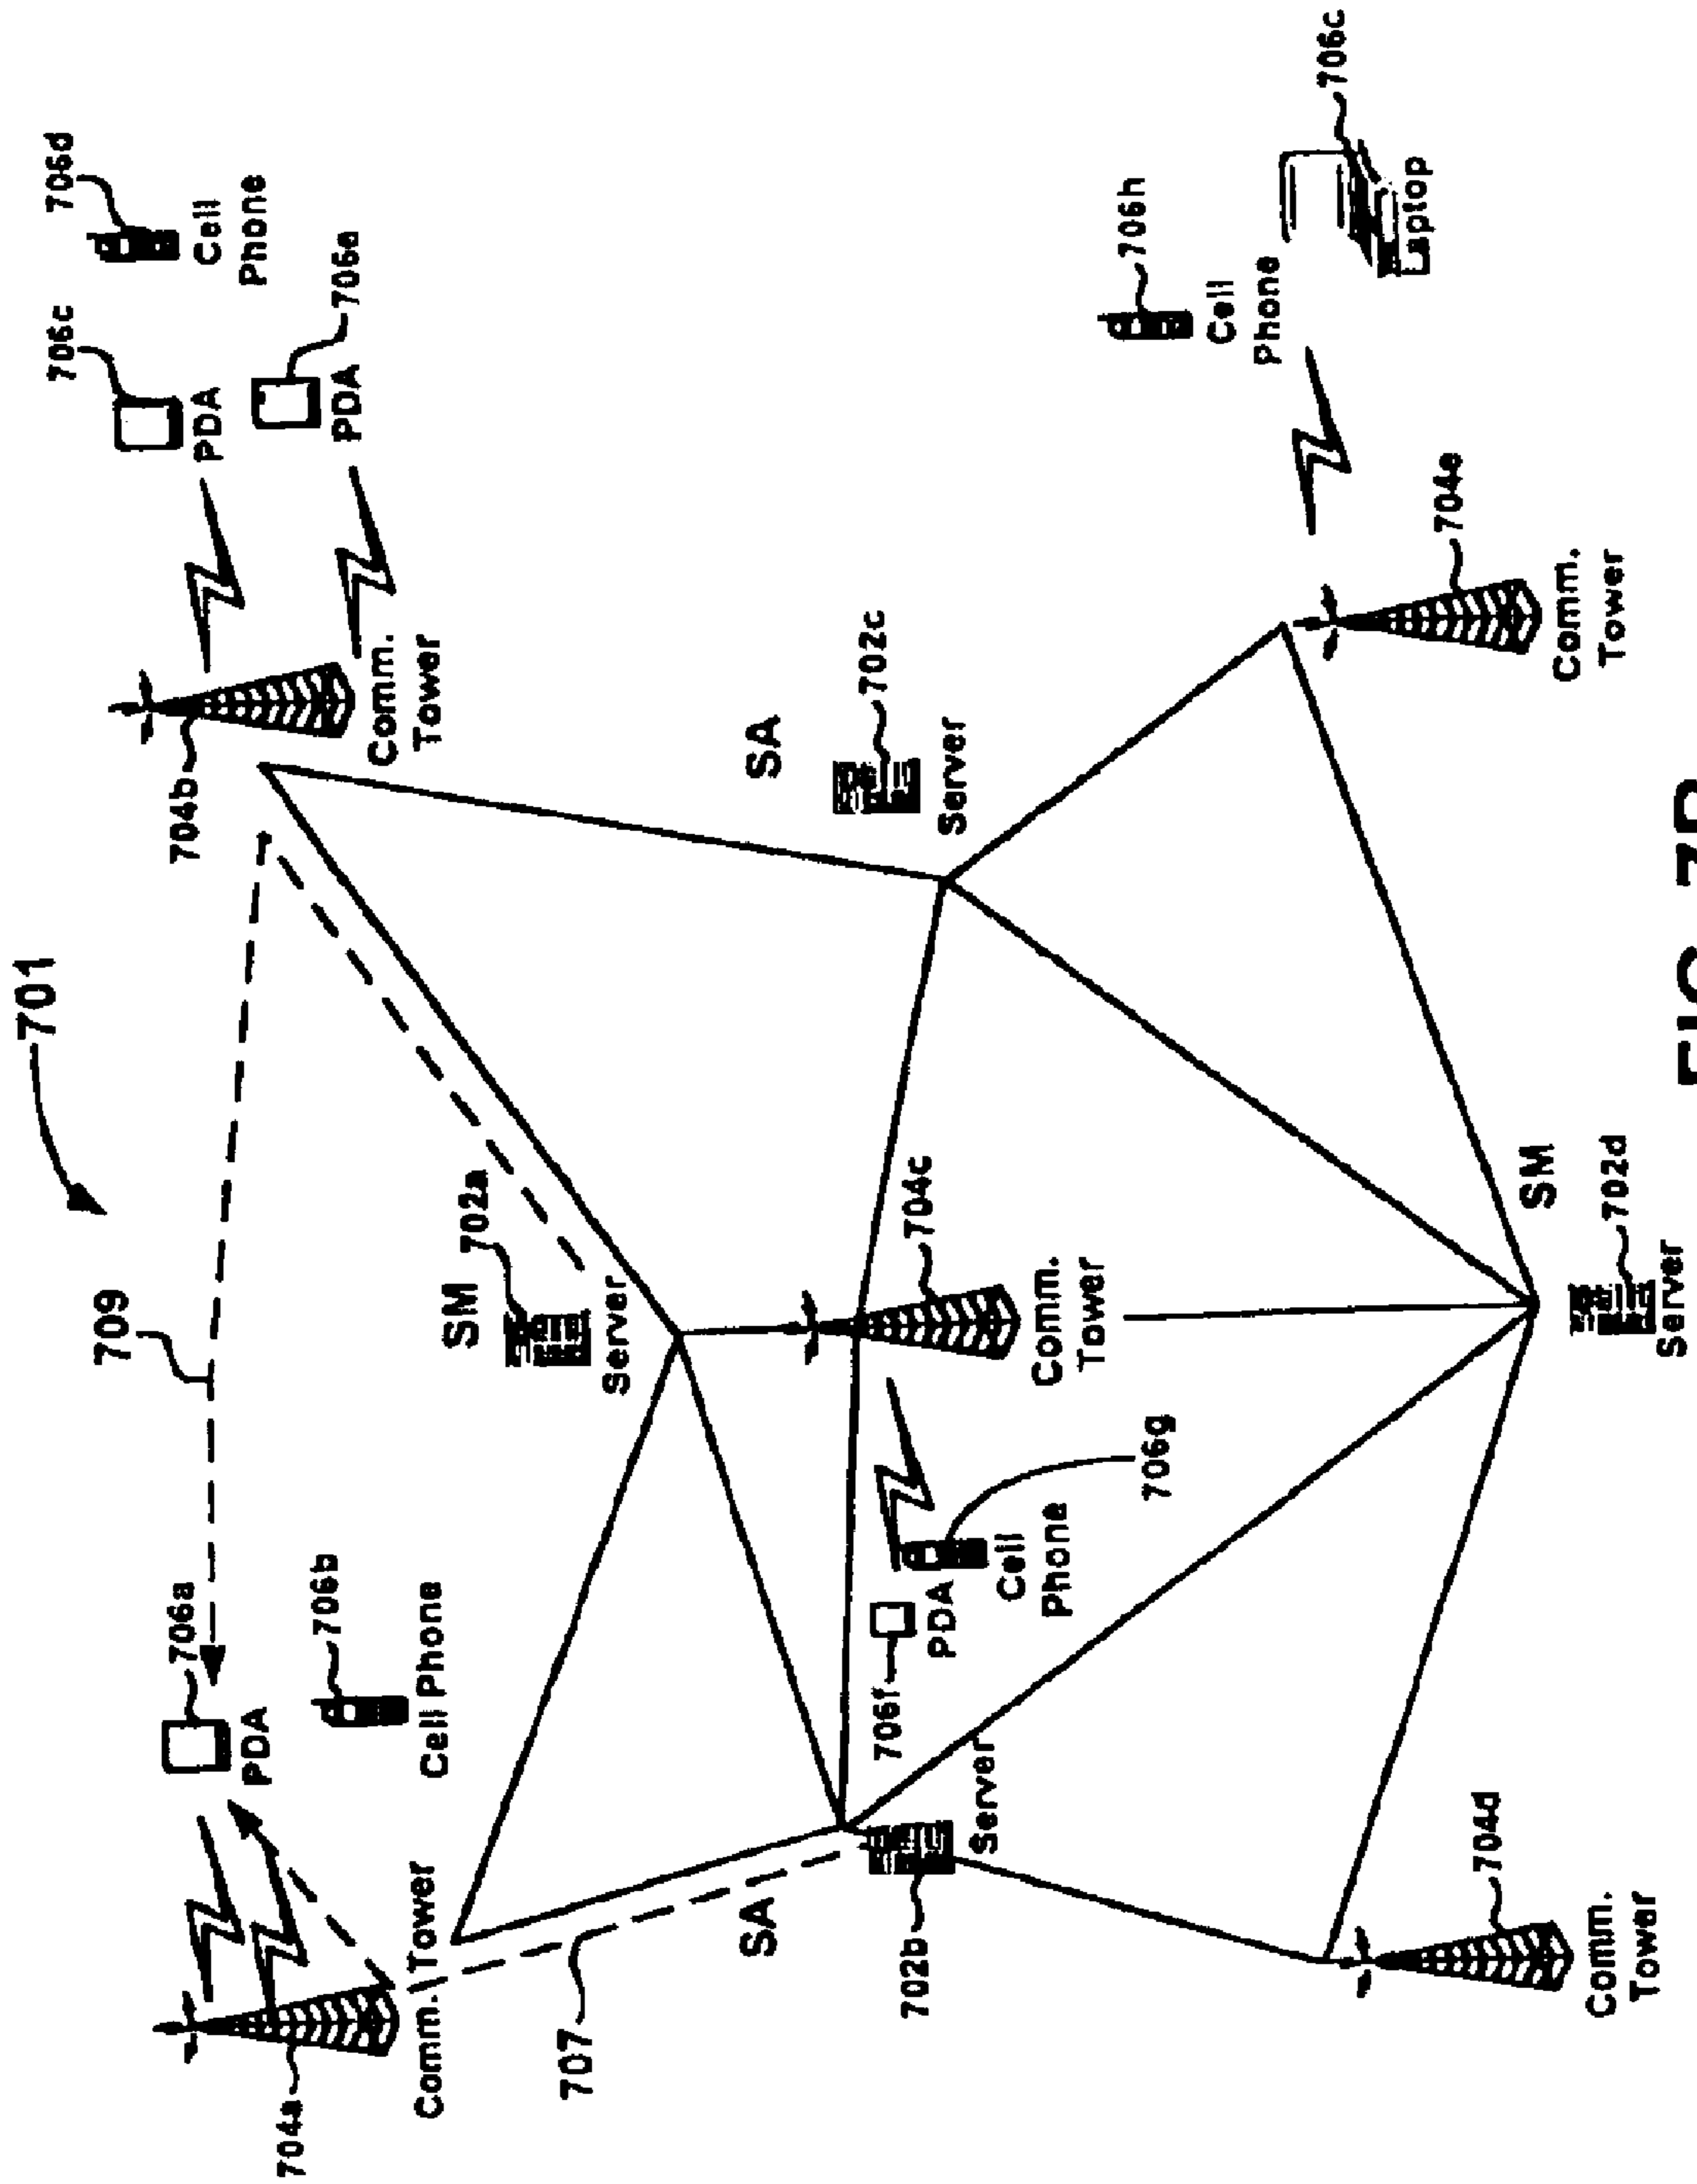 701
709
706d
Cell
Phone
706c
PDA
706e
PDA
706a
PDA
706b
Cell Phone
704a
Comm. Tower
704b
Comm.
Tower
SM
702a
Server
707
SA
702b
Server
SA
702c
Server
706f
PDA
Cell
Phone
706g
704c
Comm.
Tower
706h
Cell
Phone
706c
Laptop
704d
Comm.
Tower
704e
Comm.
Tower
SM
702d
Server